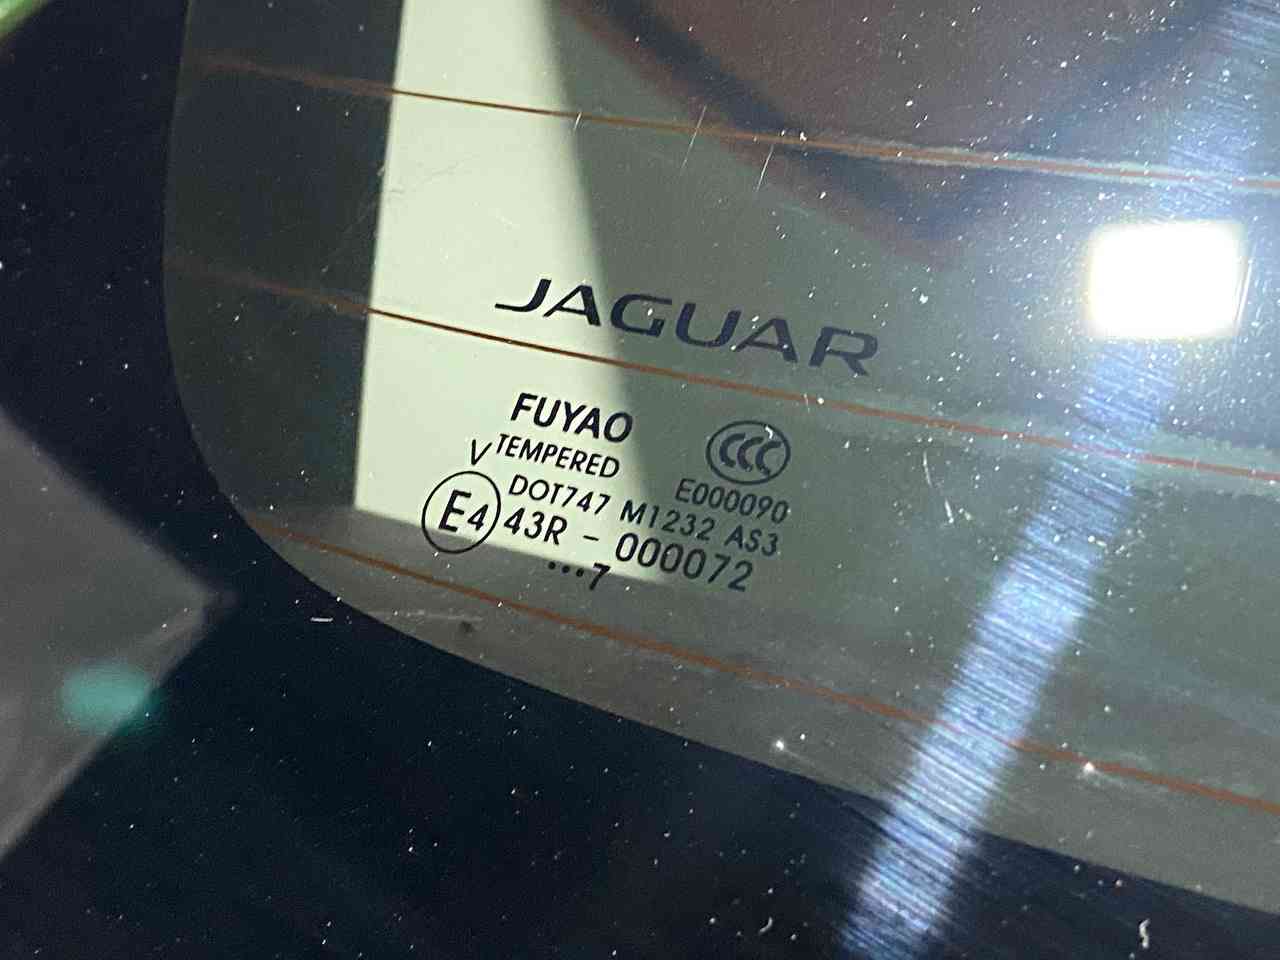 JAGUAR
FUYAO
CCC
V TEMPERED
E000090
DOT747 M1232 AS3
E4 43R - 000072
...7